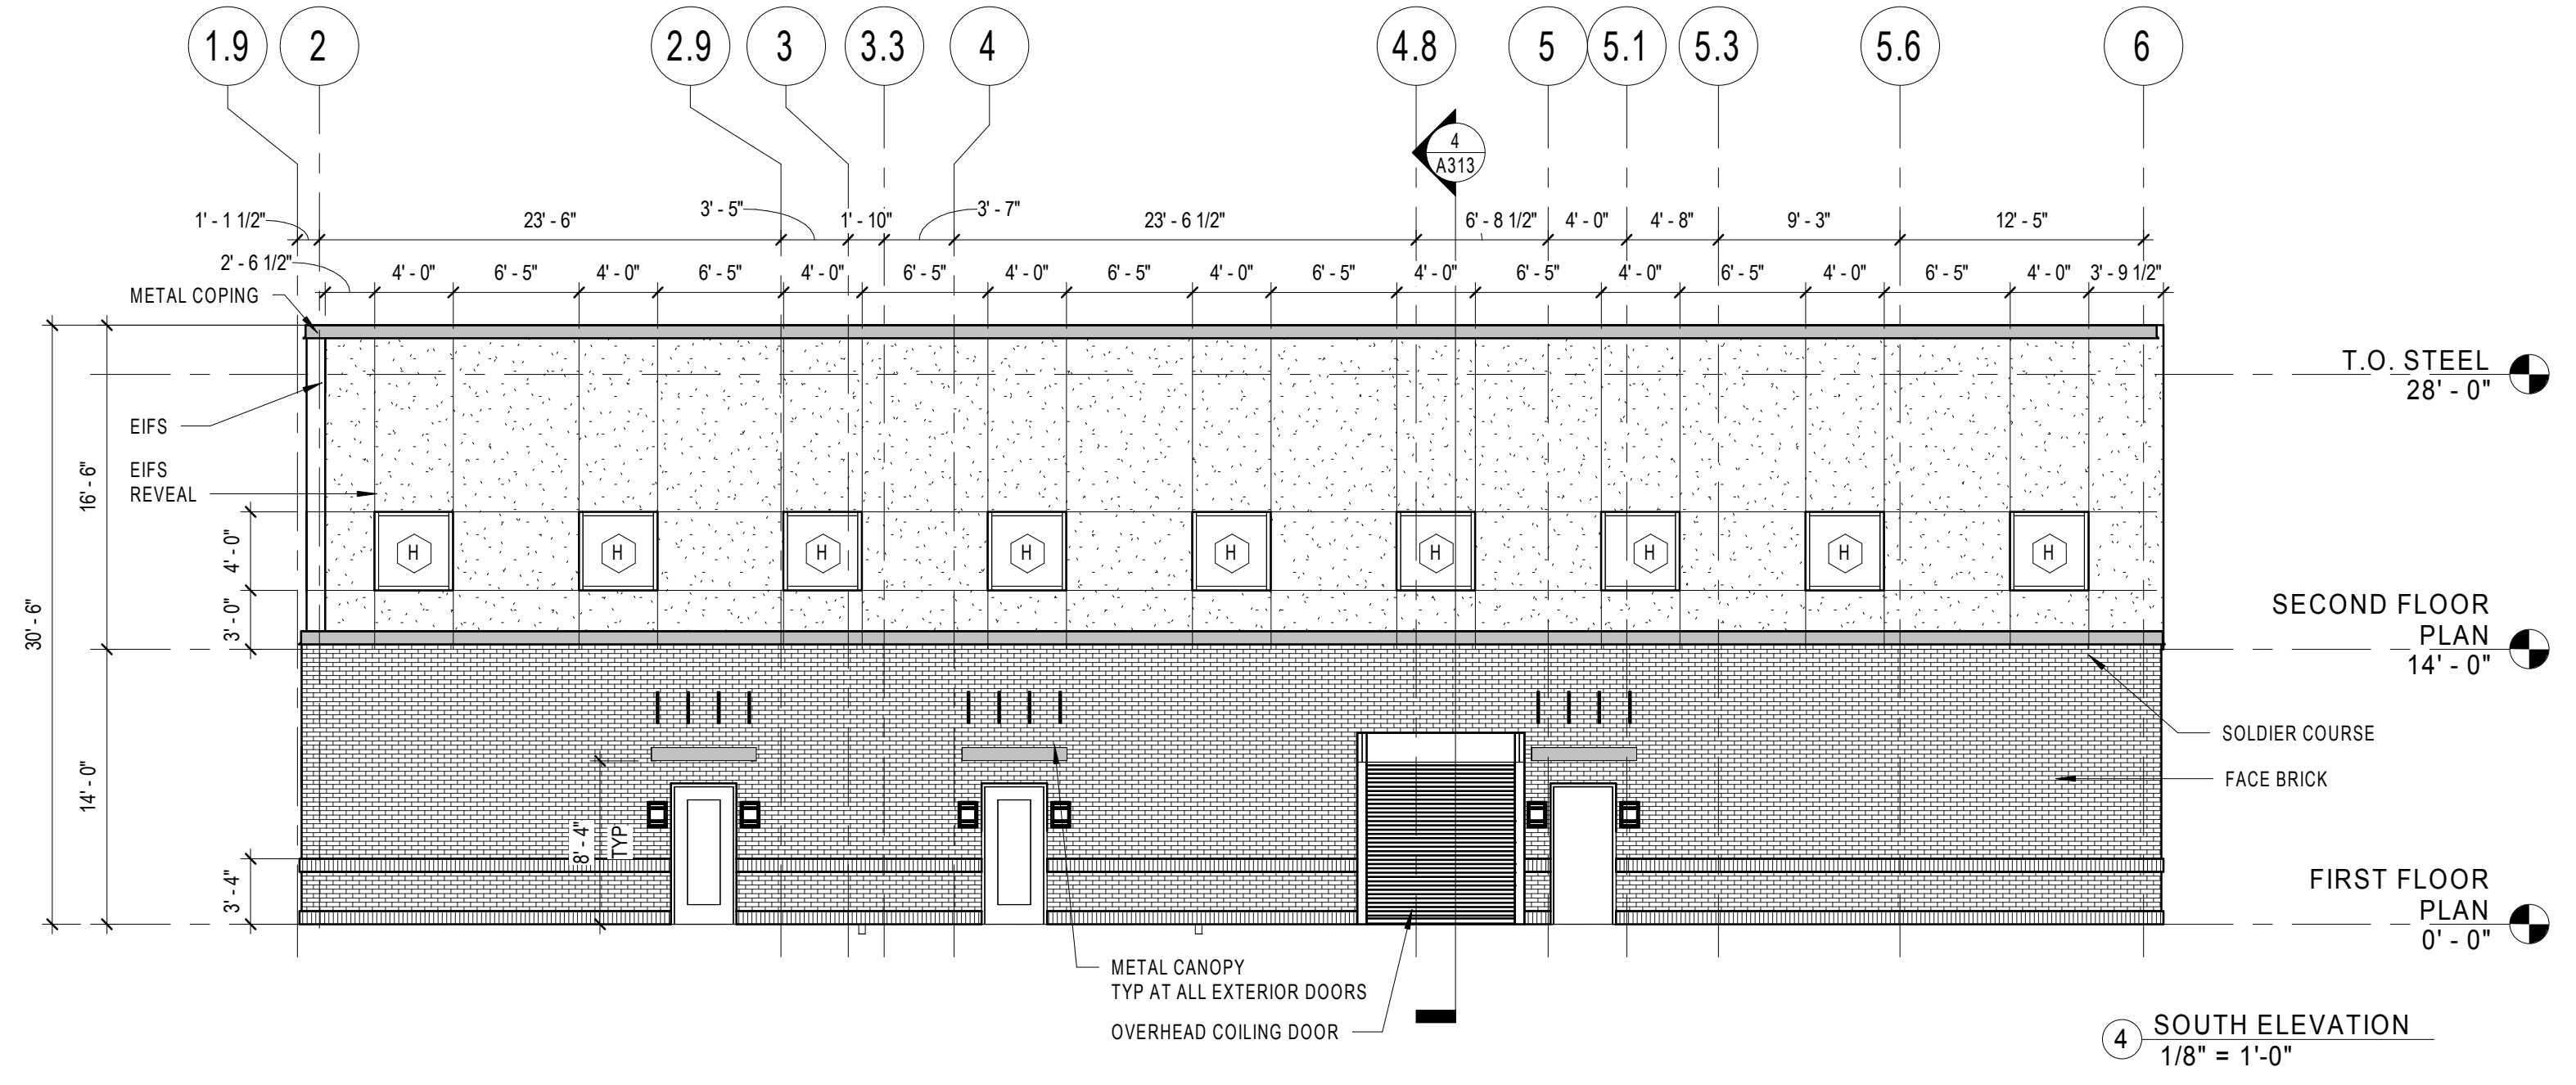 1.9 2 2.9 3 3.3 4 4.8 5 5.1 5.3 5.6 6
4
A313
1' - 1 1/2" 23' - 6" 3' - 5" 1' - 10" 3' - 7" 23' - 6 1/2" 6' - 8 1/2" 4' - 0" 4' - 8" 9' - 3" 12' - 5"
2' - 6 1/2" 4' - 0" 6' - 5" 4' - 0" 6' - 5" 4' - 0" 6' - 5" 4' - 0" 6' - 5" 4' - 0" 6' - 5" 4' - 0" 6' - 5" 4' - 0" 6' - 5" 4' - 0" 6' - 5" 4' - 0" 3' - 9 1/2"
METAL COPING
T.O. STEEL
28' - 0"
EIFS
EIFS
REVEAL
16' - 6"
4' - 0"
H H H H H H H H H
3' - 0"
30' - 6"
SECOND FLOOR
PLAN
14' - 0"
SOLDIER COURSE
FACE BRICK
14' - 0"
8' - 4"
TYP
3' - 4"
FIRST FLOOR
PLAN
0' - 0"
METAL CANOPY
TYP AT ALL EXTERIOR DOORS
OVERHEAD COILING DOOR
4 SOUTH ELEVATION
1/8" = 1'-0"